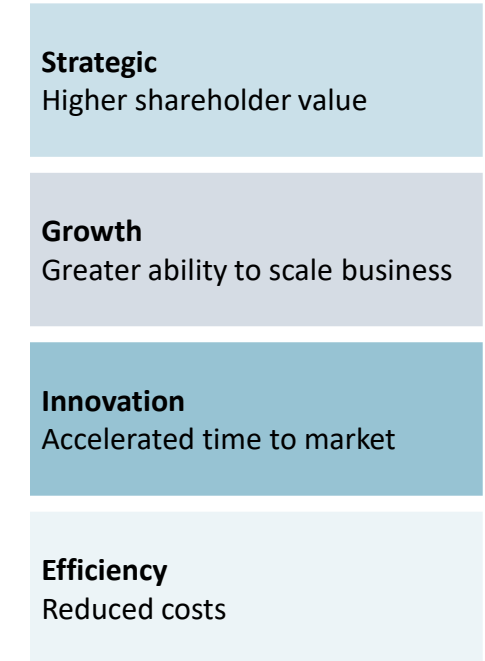 Strategic
Higher shareholder value
Growth
Greater ability to scale business
Innovation
Accelerated time to market
Efficiency
Reduced costs